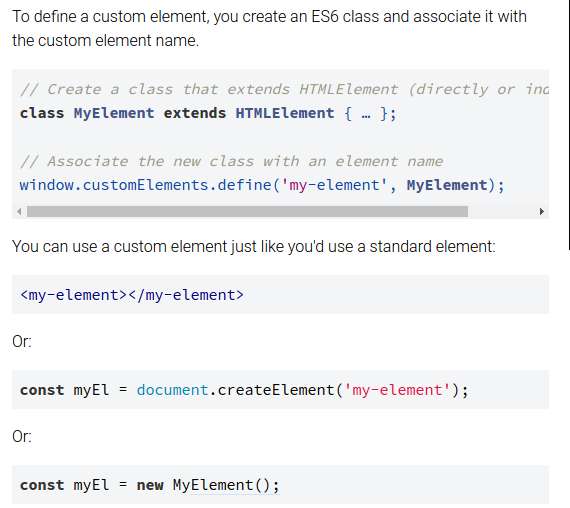 To define a custom element, you create an ES6 class and associate it with
the custom element name.
// Create a class that extends HTMLElement (directly or
class MyElement extends HTMLElement { … };
// Associate the new class with an element name
window.customElements.define('my-element', MyElement);
You can use a custom element just like you'd use a standard element:
<my-element></my-element>
Or:
const myEl = document.createElement('my-element');
Or:
const myEl = new MyElement();